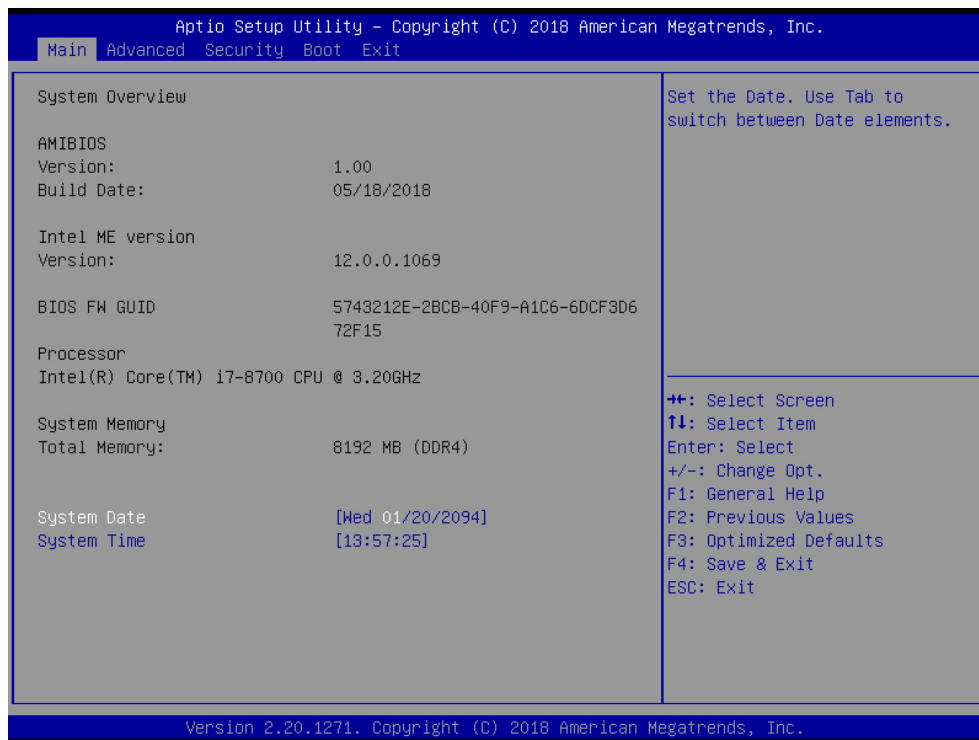 Aptio Setup Utility – Copyright (C) 2018 American Megatrends, Inc.
Main Advanced Security Boot Exit
System Overview
AMIBIOS
Version: 1.00
Build Date: 05/18/2018
Intel ME version
Version: 12.0.0.1069
BIOS FW GUID 5743212E-2BCB-40F9-A1C6-6DCF3D6
72F15
Processor
Intel(R) Core(TM) i7-8700 CPU @ 3.20GHz
System Memory
Total Memory: 8192 MB (DDR4)
System Date [Wed 01/20/2094]
System Time [13:57:25]
Set the Date. Use Tab to
switch between Date elements.
→←: Select Screen
↑↓: Select Item
Enter: Select
+/-: Change Opt.
F1: General Help
F2: Previous Values
F3: Optimized Defaults
F4: Save & Exit
ESC: Exit
Version 2.20.1271. Copyright (C) 2018 American Megatrends, Inc.